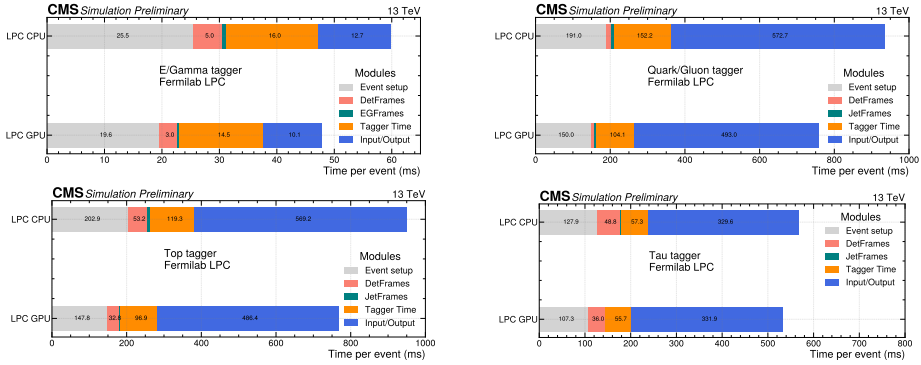 CMS Simulation Preliminary 13 TeV
LPC CPU 25.5 5.0 16.0 12.7
E/Gamma tagger
Fermilab LPC
Modules
Event setup
DetFrames
EGFrames
Tagger Time
Input/Output
LPC GPU 19.6 3.0 14.5 10.1
0 10 20 30 40 50 60
Time per event (ms)
CMS Simulation Preliminary 13 TeV
LPC CPU 191.0 152.2 572.7
Quark/Gluon tagger
Fermilab LPC
Modules
Event setup
DetFrames
JetFrames
Tagger Time
Input/Output
LPC GPU 150.0 104.1 493.0
0 200 400 600 800 1000
Time per event (ms)
CMS Simulation Preliminary 13 TeV
LPC CPU 202.9 53.2 119.3 569.2
Top tagger
Fermilab LPC
Modules
Event setup
DetFrames
JetFrames
Tagger Time
Input/Output
LPC GPU 147.8 32.8 98.9 486.4
0 200 400 600 800 1000
Time per event (ms)
CMS Simulation Preliminary 13 TeV
LPC CPU 127.9 48.8 57.3 329.6
Tau tagger
Fermilab LPC
Modules
Event setup
DetFrames
JetFrames
Tagger Time
Input/Output
LPC GPU 107.3 36.0 55.7 331.9
0 100 200 300 400 500 600 700 800
Time per event (ms)